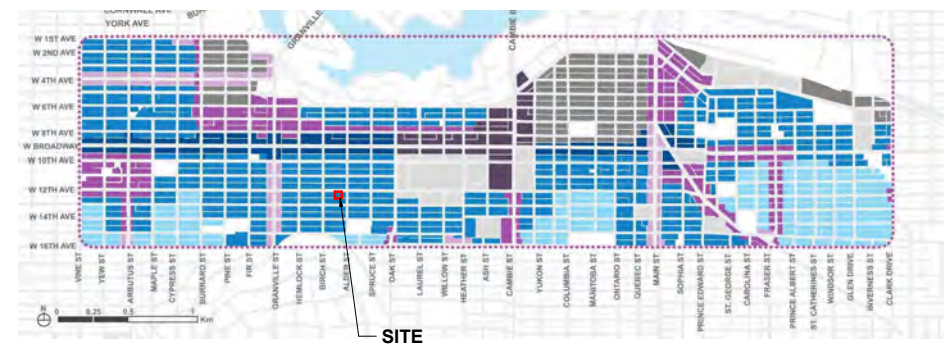 CORNWALL AVE
YORK AVE
BU
GRANVILLE
CAMBIE B
W 1ST AVE
W 2ND AVE
W 4TH AVE
W 6TH AVE
W 8TH AVE
W BROADWAY
W 10TH AVE
W 12TH AVE
W 14TH AVE
W 16TH AVE
VINE ST
YEW ST
ARBUTUS ST
MAPLE ST
CYPRESS ST
BURRARD ST
PINE ST
FIR ST
GRANVILLE ST
HEMLOCK ST
BIRCH ST
ALDER ST
SPRUCE ST
OAK ST
LAUREL ST
WILLOW ST
HEATHER ST
ASH ST
CAMBIE ST
YUKON ST
COLUMBIA ST
MANITOBA ST
ONTARIO ST
QUEBEC ST
MAIN ST
SOPHIA ST
PRINCE EDWARD ST
ST. GEORGE ST
CAROLINA ST
FRASER ST
PRINCE ALBERT ST
ST. CATHERINES ST
WINDSOR ST
GLEN DRIVE
INVERNESS ST
CLARK DRIVE
0 0.25 0.5 1
Km
SITE